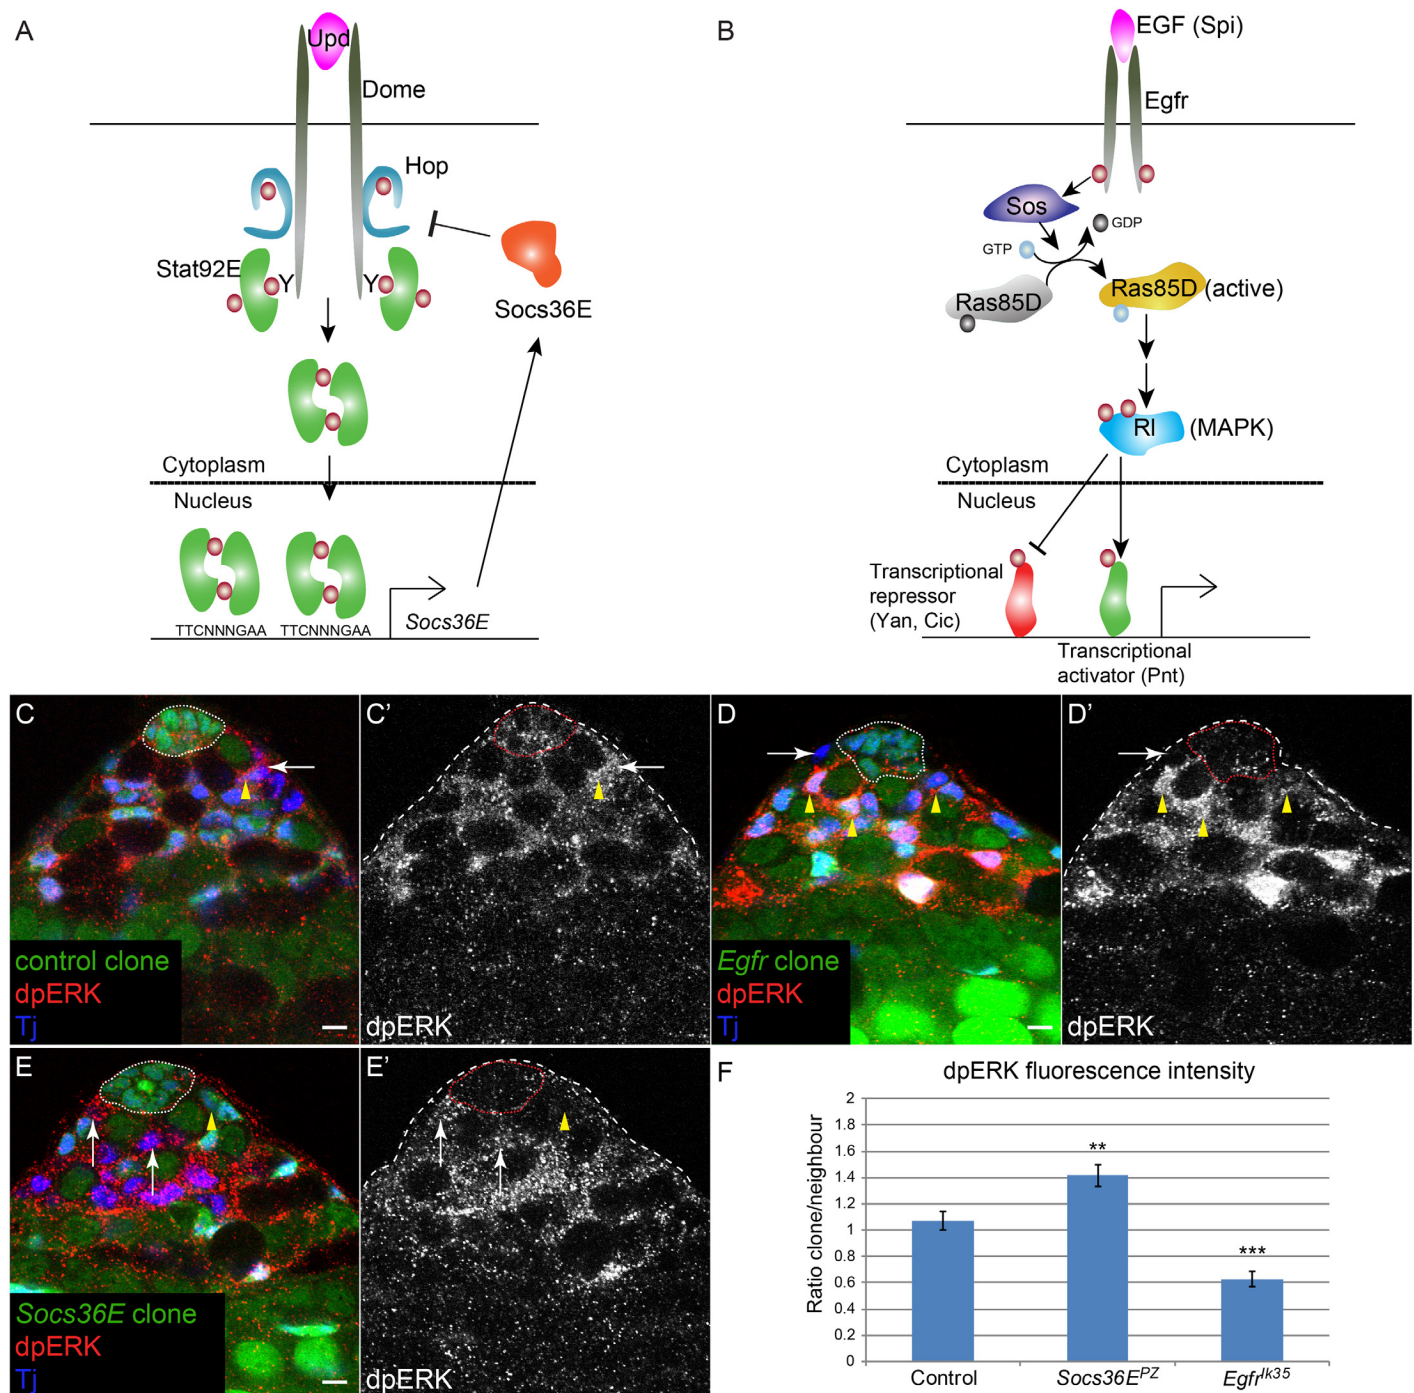 A
Upd
Dome
Hop
Stat92E
Y
Y
Socs36E
Cytoplasm
Nucleus
TTCNNNGAA
TTCNNNGAA
Socs36E
B
EGF (Spi)
Egfr
Sos
GDP
GTP
Ras85D
Ras85D (active)
Rl (MAPK)
Cytoplasm
Nucleus
Transcriptional
repressor
(Yan, Cic)
Transcriptional
activator (Pnt)
C
control clone
dpERK
Tj
C'
dpERK
D
Egfr clone
dpERK
Tj
D'
dpERK
E
Socs36E clone
dpERK
Tj
E'
dpERK
F
dpERK fluorescence intensity
Ratio clone/neighbour
2
1.8
1.6
1.4
1.2
1
0.8
0.6
0.4
0.2
0
**
***
Control
Socs36E^PZ
Egfr^lk35